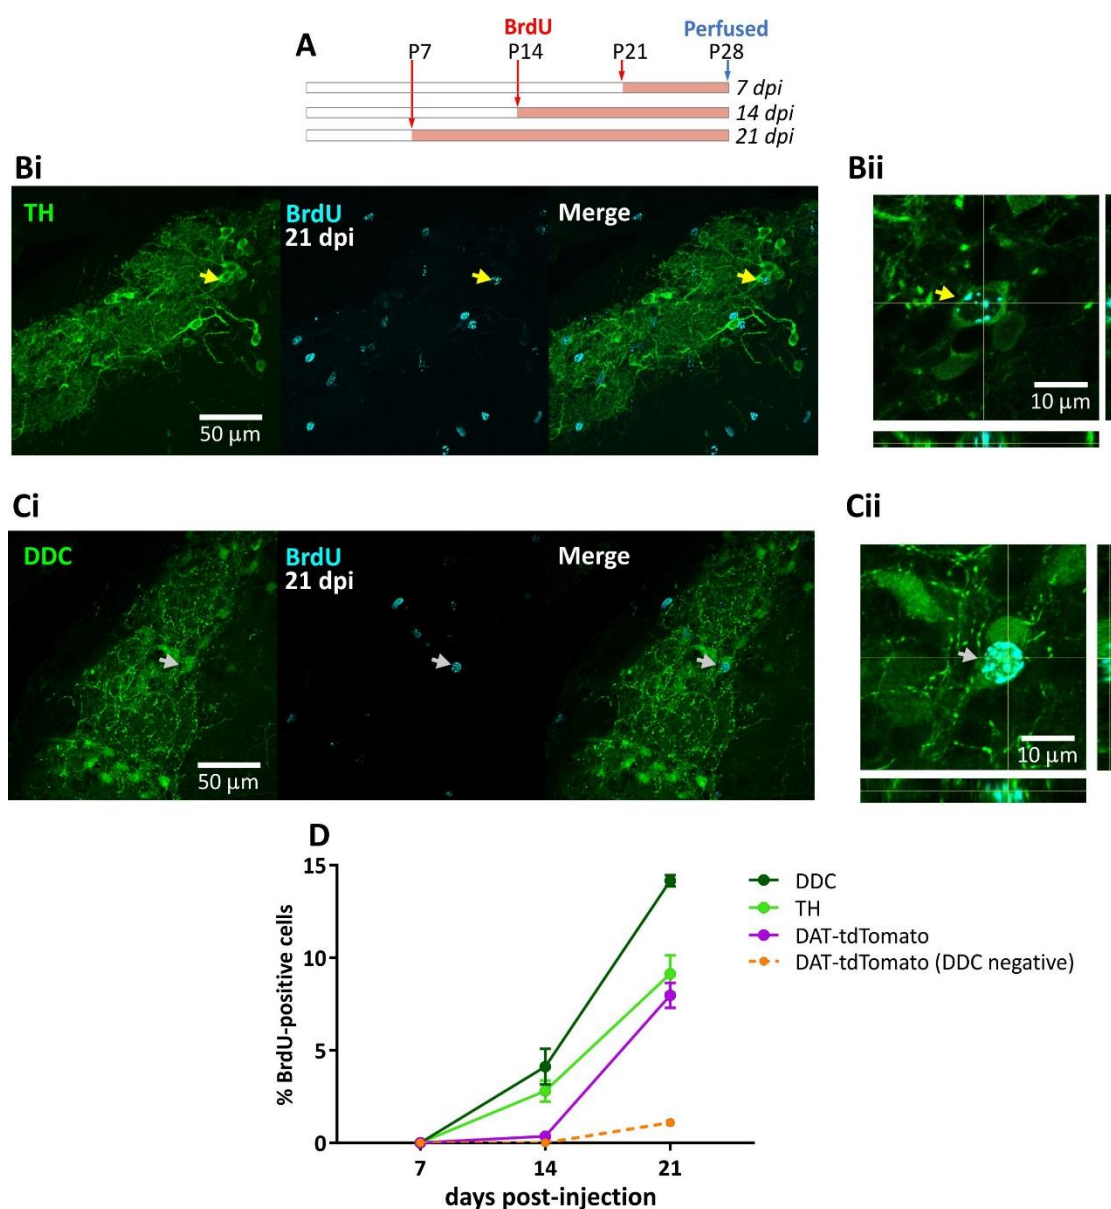 A
BrdU
Perfused
P7 P14 P21 P28
7 dpi
14 dpi
21 dpi
Bi
TH
BrdU
21 dpi
Merge
50 µm
Bii
10 µm
Ci
DDC
BrdU
21 dpi
Merge
50 µm
Cii
10 µm
D
% BrdU-positive cells
15
10
5
0
7 14 21
days post-injection
DDC
TH
DAT-tdTomato
DAT-tdTomato (DDC negative)